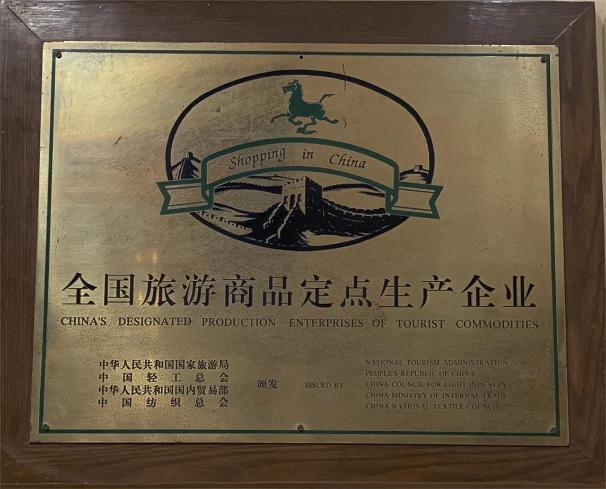 Shopping in China
全国旅游商品定点生产企业
CHINA'S DESIGNATED PRODUCTION ENTERPRISES OF TOURIST COMMODITIES
中华人民共和国国家旅游局
中国轻工总会
中华人民共和国国内贸易部
中国纺织总会
颁发
ISSUED BY
NATIONAL TOURISM ADMINISTRATION
PEOPLE'S REPUBLIC OF CHINA
CHINA COUNCIL FOR LIGHT INDUSTRY
CHINA MINISTRY OF INTERNAL TRADE
CHINA NATIONAL TEXTILE COUNCIL